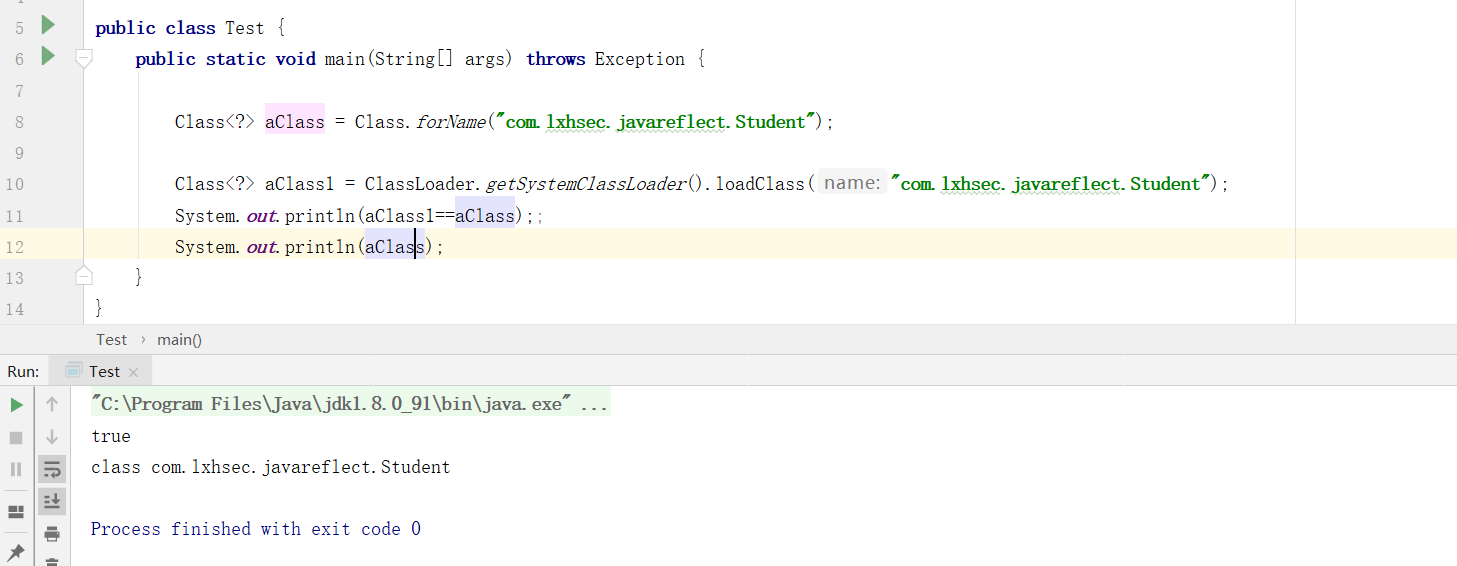 5 public class Test {
6 public static void main(String[] args) throws Exception {
7
8 Class<?> aClass = Class.forName("com.lxhsec.javareflect.Student");
9
10 Class<?> aClass1 = ClassLoader.getSystemClassLoader().loadClass( name: "com.lxhsec.javareflect.Student");
11 System.out.println(aClass1==aClass);;
12 System.out.println(aClass);
13 }
14 }
Test › main()
Run: Test ×
"C:\Program Files\Java\jdk1.8.0_91\bin\java.exe" ...
true
class com.lxhsec.javareflect.Student
Process finished with exit code 0